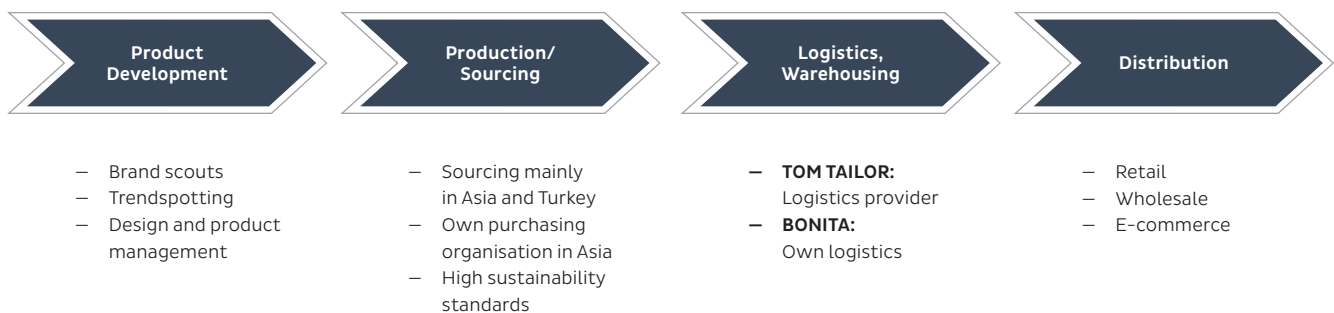 Product
Development
Production/
Sourcing
Logistics,
Warehousing
Distribution
— Brand scouts
— Trendspotting
— Design and product
management
— Sourcing mainly
in Asia and Turkey
— Own purchasing
organisation in Asia
— High sustainability
standards
— TOM TAILOR:
Logistics provider
— BONITA:
Own logistics
— Retail
— Wholesale
— E-commerce